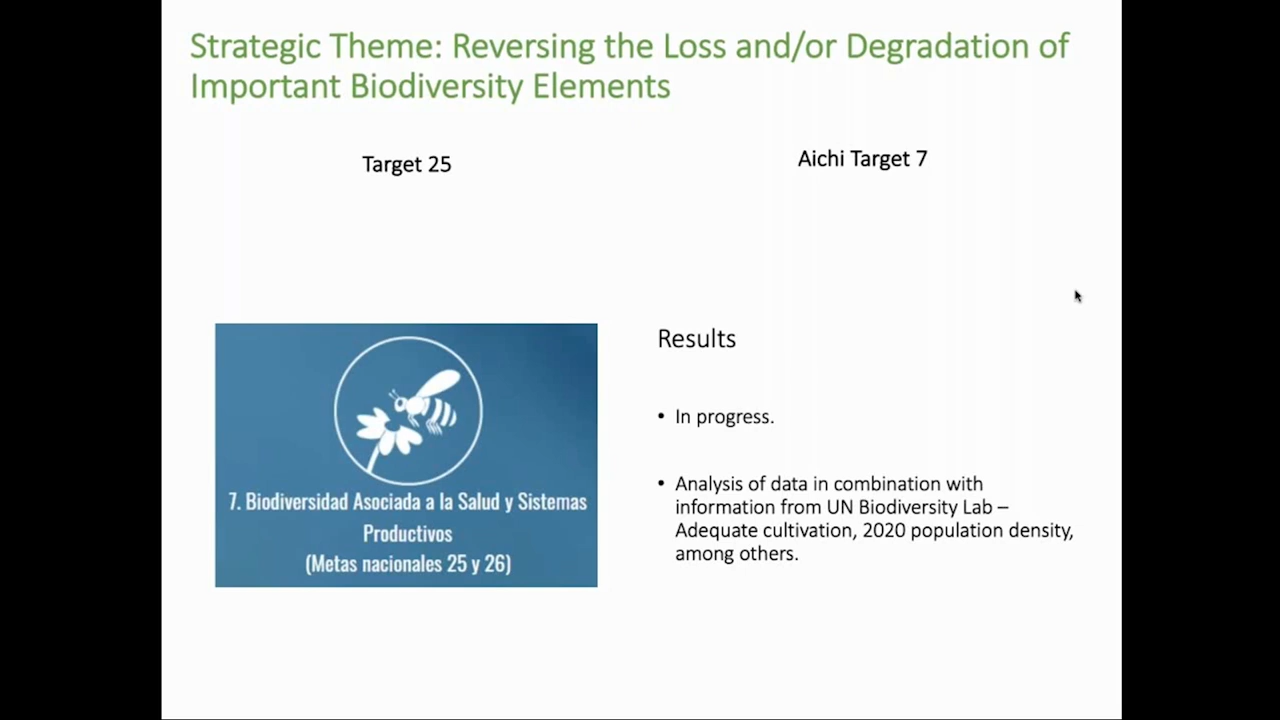 Strategic Theme: Reversing the Loss and/or Degradation of
Important Biodiversity Elements
Target 25
Aichi Target 7
7. Biodiversidad Asociada a la Salud y Sistemas
Productivos
(Metas nacionales 25 y 26)
Results
• In progress.
• Analysis of data in combination with
information from UN Biodiversity Lab –
Adequate cultivation, 2020 population density,
among others.